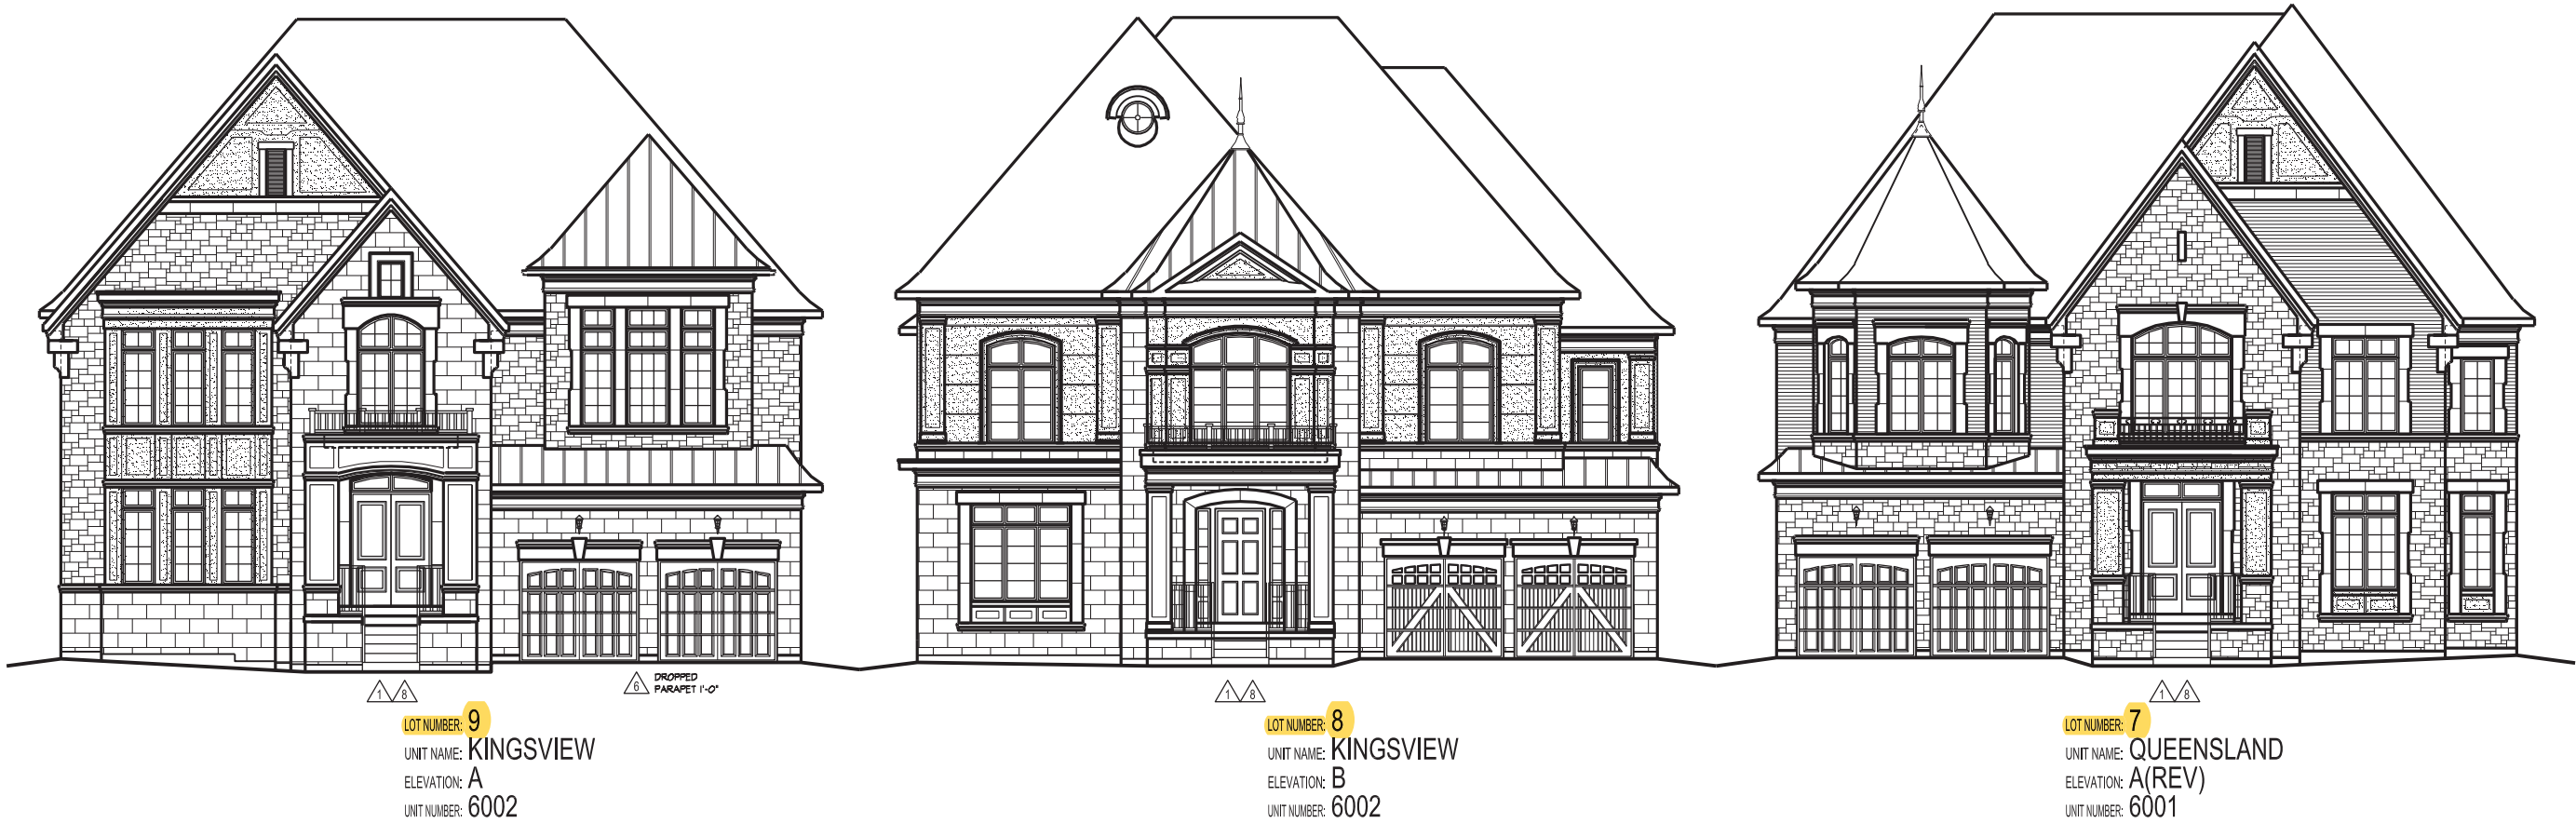 6 DROPPED
PARAPET 1'-0"
1 8
LOT NUMBER: 9
UNIT NAME: KINGSVIEW
ELEVATION: A
UNIT NUMBER: 6002
1 8
LOT NUMBER: 8
UNIT NAME: KINGSVIEW
ELEVATION: B
UNIT NUMBER: 6002
1 8
LOT NUMBER: 7
UNIT NAME: QUEENSLAND
ELEVATION: A(REV)
UNIT NUMBER: 6001